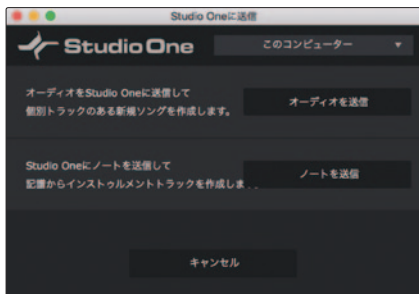 Studio Oneに送信
Studio One
このコンピューター
オーディオをStudio Oneに送信して
個別トラックのある新規ソングを作成します。
オーディオを送信
Studio Oneにノートを送信して
配置からインストゥルメントトラックを作成しま
ノートを送信
キャンセル